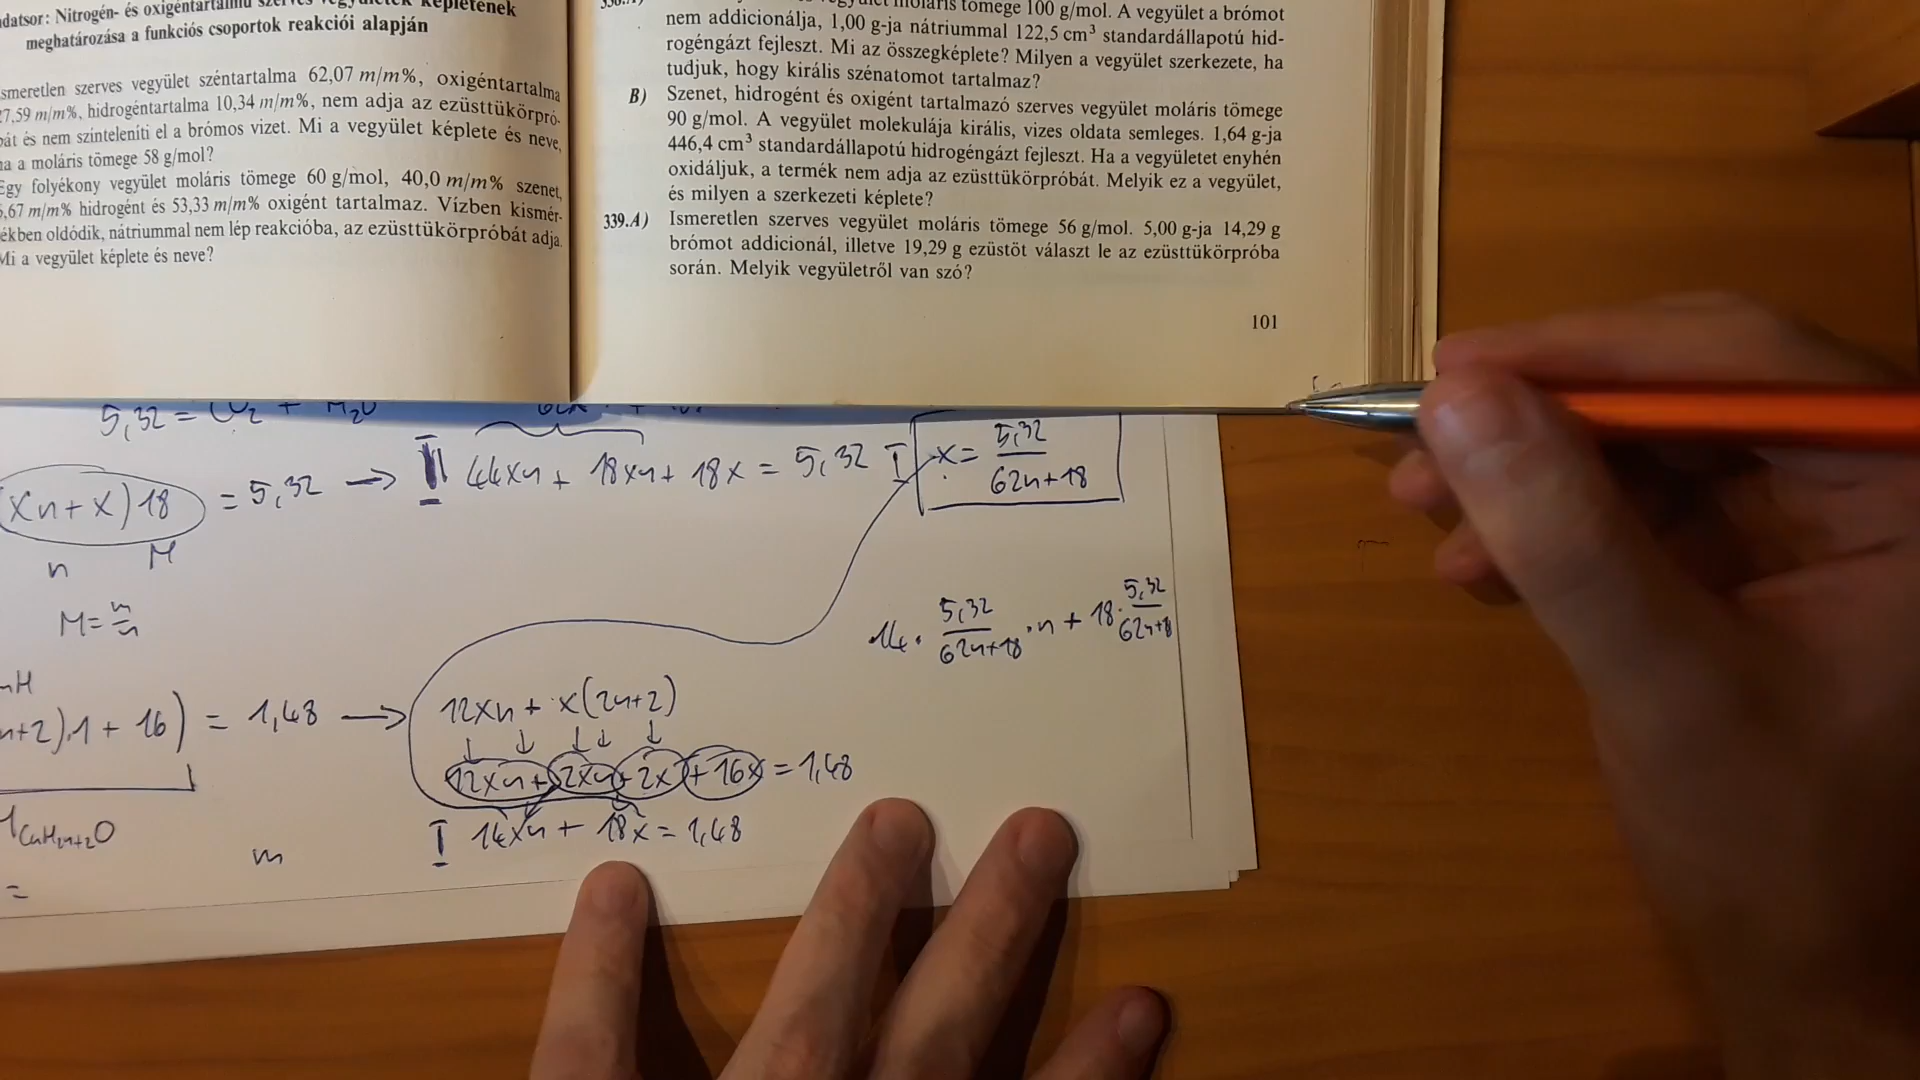 Nitrogén- és
képletének
meghatározása a funkciós csoportok reakciói alapján
szerves vegyület széntartalma 62,07 m/m%, oxigéntartalma
27,59 m/m%, hidrogéntartalma 10,34 m/m%, nem adja az ezüsttükörpró-
bát és nem színteleníti el a brómos vizet. Mi a vegyület képlete és neve,
ha a moláris tömege 58 g/mol?
Egy folyékony vegyület moláris tömege 60 g/mol, 40,0 m/m% szenet,
6,67 m/m% hidrogént és 53,33 m/m% oxigént tartalmaz. Vízben kismér-
tékben oldódik, nátriummal nem lép reakcióba, az ezüsttükörpróbát adja.
Mi a vegyület képlete és neve?
moláris tömege 100 g/mol. A vegyület a brómot
nem addicionálja, 1,00 g-ja nátriummal 122,5 cm³ standardállapotú hid-
rogéngázt fejleszt. Mi az összegképlete? Milyen a vegyület szerkezete, ha
tudjuk, hogy királis szénatomot tartalmaz?
B) Szenet, hidrogént és oxigént tartalmazó szerves vegyület moláris tömege
90 g/mol. A vegyület molekulája királis, vizes oldata semleges. 1,64 g-ja
446,4 cm³ standardállapotú hidrogéngázt fejleszt. Ha a vegyületet enyhén
oxidáljuk, a termék nem adja az ezüsttükörpróbát. Melyik ez a vegyület,
és milyen a szerkezeti képlete?
339.A) Ismeretlen szerves vegyület moláris tömege 56 g/mol. 5,00 g-ja 14,29 g
brómot addicionál, illetve 19,29 g ezüstöt választ le az ezüsttükörpróba
során. Melyik vegyületről van szó?
101
5,32 = CO2 + H2O
(xn+x)18 = 5,32 → II 44xn + 18xn + 18x = 5,32 I x = 5,32/(62n+18)
n M
M = m/n
14 · 5,32/(62n+18) · n + 18 · 5,32/(62n+18)
n+2).1 + 16) = 1,48 → 12xn + x(2n+2)
12xn + 2xn + 2x + 16x = 1,48
MCnH2n+2O
m
I 14xn + 18x = 1,48
=